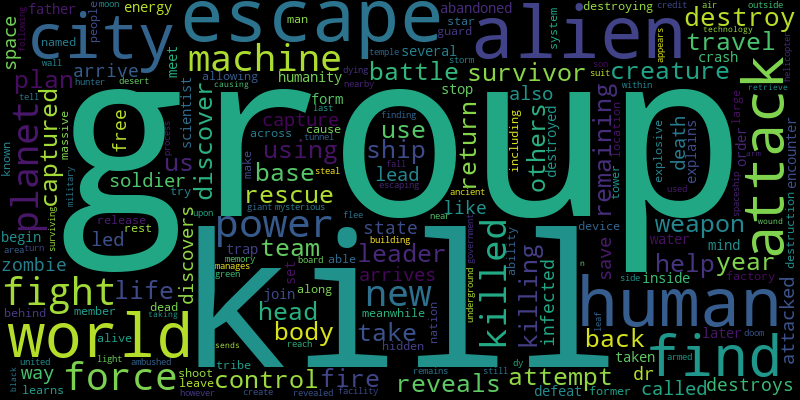 group
kill
human
world
city
escape
alien
attack
find
force
fight
planet
machine
power
new
destroy
travel
creature
battle
survivor
weapon
killed
killing
others
return
remaining
rescue
base
using
use
ship
capture
captured
plan
us
soldier
discover
discovers
team
leader
life
zombie
control
head
body
take
fire
reveals
attempt
back
help
year
called
destroys
attacked
death
save
infected
led
way
space
arrive
arrives
state
like
lead
also
several
stop
form
cause
humanity
scientist
allowing
energy
father
people
named
man
star
guard
abandoned
destroying
crash
meet
free
massive
known
begin
release
rest
try
upon
across
mysterious
giant
trap
memory
set
join
along
board
able
meanwhile
hidden
nation
tribe
reach
shoot
leave
however
create
revealed
facility
sends
building
manages
green
dead
alive
light
member
behind
learns
united
ambushed
taking
black
area
turn
surviving
military
desert
hunter
wall
tell
following
moon
causing
last
dying
nearby
temple
storm
finding
tunnel
steal
fall
escaping
ancient
flee
near
underground
government
ability
including
destroyed
system
suit
son
appears
technology
credit
air
outside
helicopter
within
retrieve
order
large
explains
explosive
encounter
destruction
location
tower
mind
water
device
spaceship
used
wound
factory
inside
later
side
doom
armed
taken
former
dr
defeat
remains
still
dy
n
leaf
process